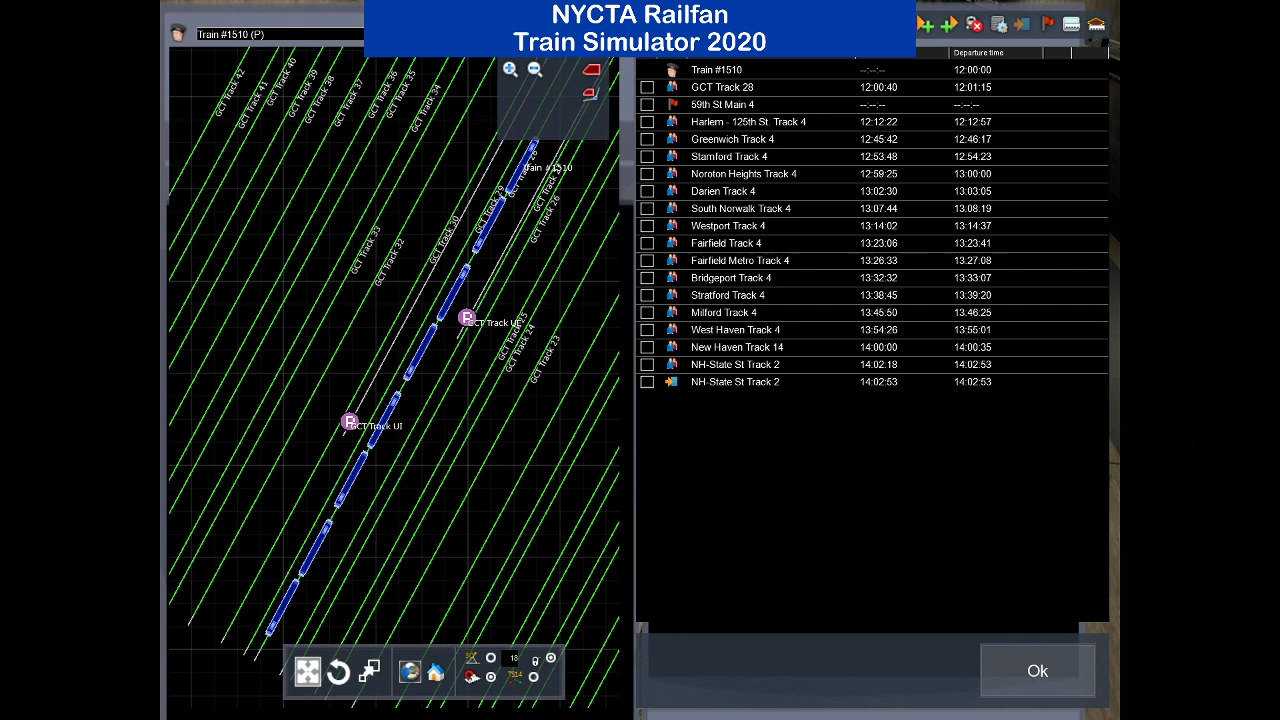 NYCTA Railfan
Train Simulator 2020
Train #1510 (P)
Departure time
Train #1510 --:--:-- 12:00:00
GCT Track 28 12:00:40 12:01:15
59th St Main 4 --:--:-- --:--:--
Harlem - 125th St Track 4 12:12:22 12:12:57
Greenwich Track 4 12:45:42 12:46:17
Stamford Track 4 12:53:48 12:54:23
Noroton Heights Track 4 12:59:25 13:00:00
Darien Track 4 13:02:30 13:03:05
South Norwalk Track 4 13:07:44 13:08:19
Westport Track 4 13:14:02 13:14:37
Fairfield Track 4 13:23:06 13:23:41
Fairfield Metro Track 4 13:26:33 13:27:08
Bridgeport Track 4 13:32:32 13:33:07
Stratford Track 4 13:38:45 13:39:20
Milford Track 4 13:45:50 13:46:25
West Haven Track 4 13:54:26 13:55:01
New Haven Track 14 14:00:00 14:00:35
NH-State St Track 2 14:02:18 14:02:53
NH-State St Track 2 14:02:53 14:02:53
GCT Track 42
GCT Track 41
GCT Track 40
GCT Track 39
GCT Track 38
GCT Track 37
GCT Track 36
GCT Track 35
GCT Track 34
Train #1510
GCT Track 29
GCT Track 26
GCT Track 30
GCT Track 33
GCT Track 32
P
GCT Track
GCT Track 25
GCT Track 24
GCT Track 23
P
GCT Track UI
18
Ok